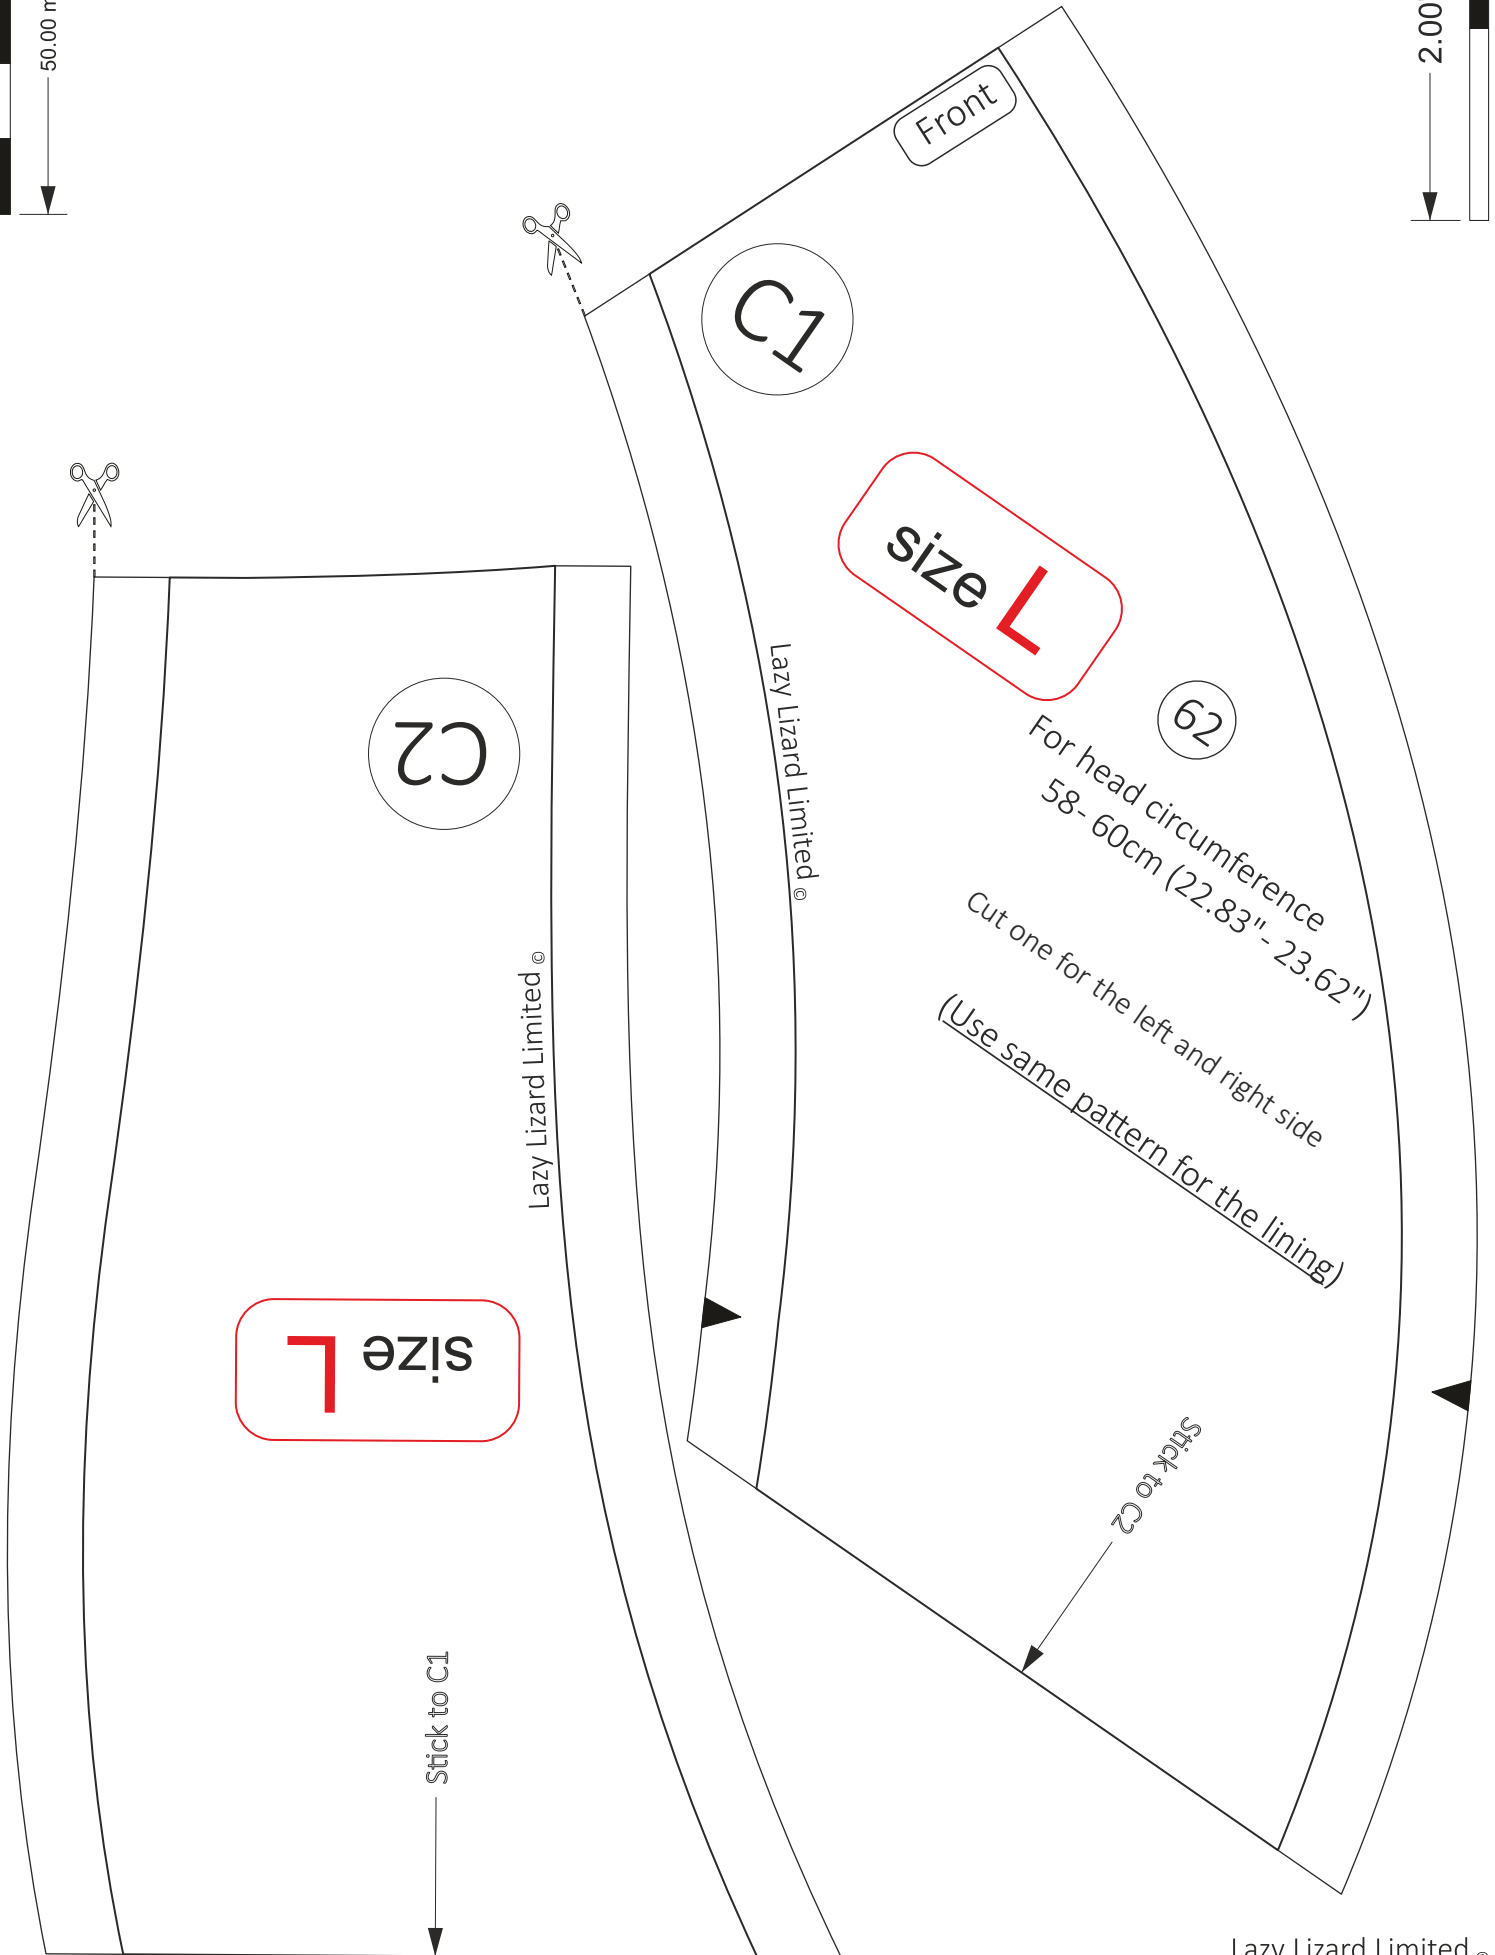 50.00 m
2.00
Front
C1
size L
62
For head circumference
58- 60cm (22.83"- 23.62")
Cut one for the left and right side
(Use same pattern for the lining)
Lazy Lizard Limited ©
Stick to C2
C2
Lazy Lizard Limited ©
size L
Stick to C1
Lazy Lizard Limited ©